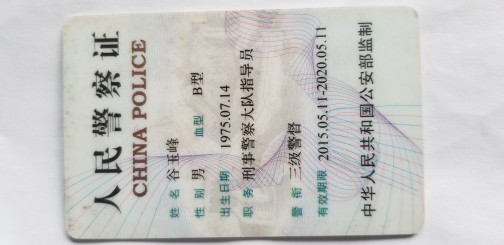 人民警察证
CHINA POLICE
姓名 谷玉峰
性别 男 血型 B型
出生日期 1975.07.14
职务 刑事警察大队指导员
警衔 三级警督
有效期限 2015.05.11-2020.05.11
中华人民共和国公安部监制